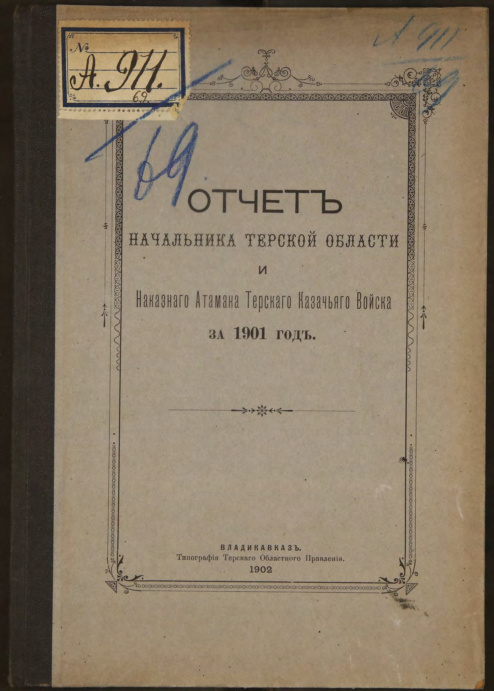 №
А. 911.
69.
А 911
69
69.
ОТЧЕТЪ
НАЧАЛЬНИКА ТЕРСКОЙ ОБЛАСТИ
И
Наказнаго Атамана Терскаго Казачьяго Войска
ЗА 1901 ГОДЪ.
ВЛАДИКАВКАЗЪ.
Типографія Терскаго Областного Правленія.
1902